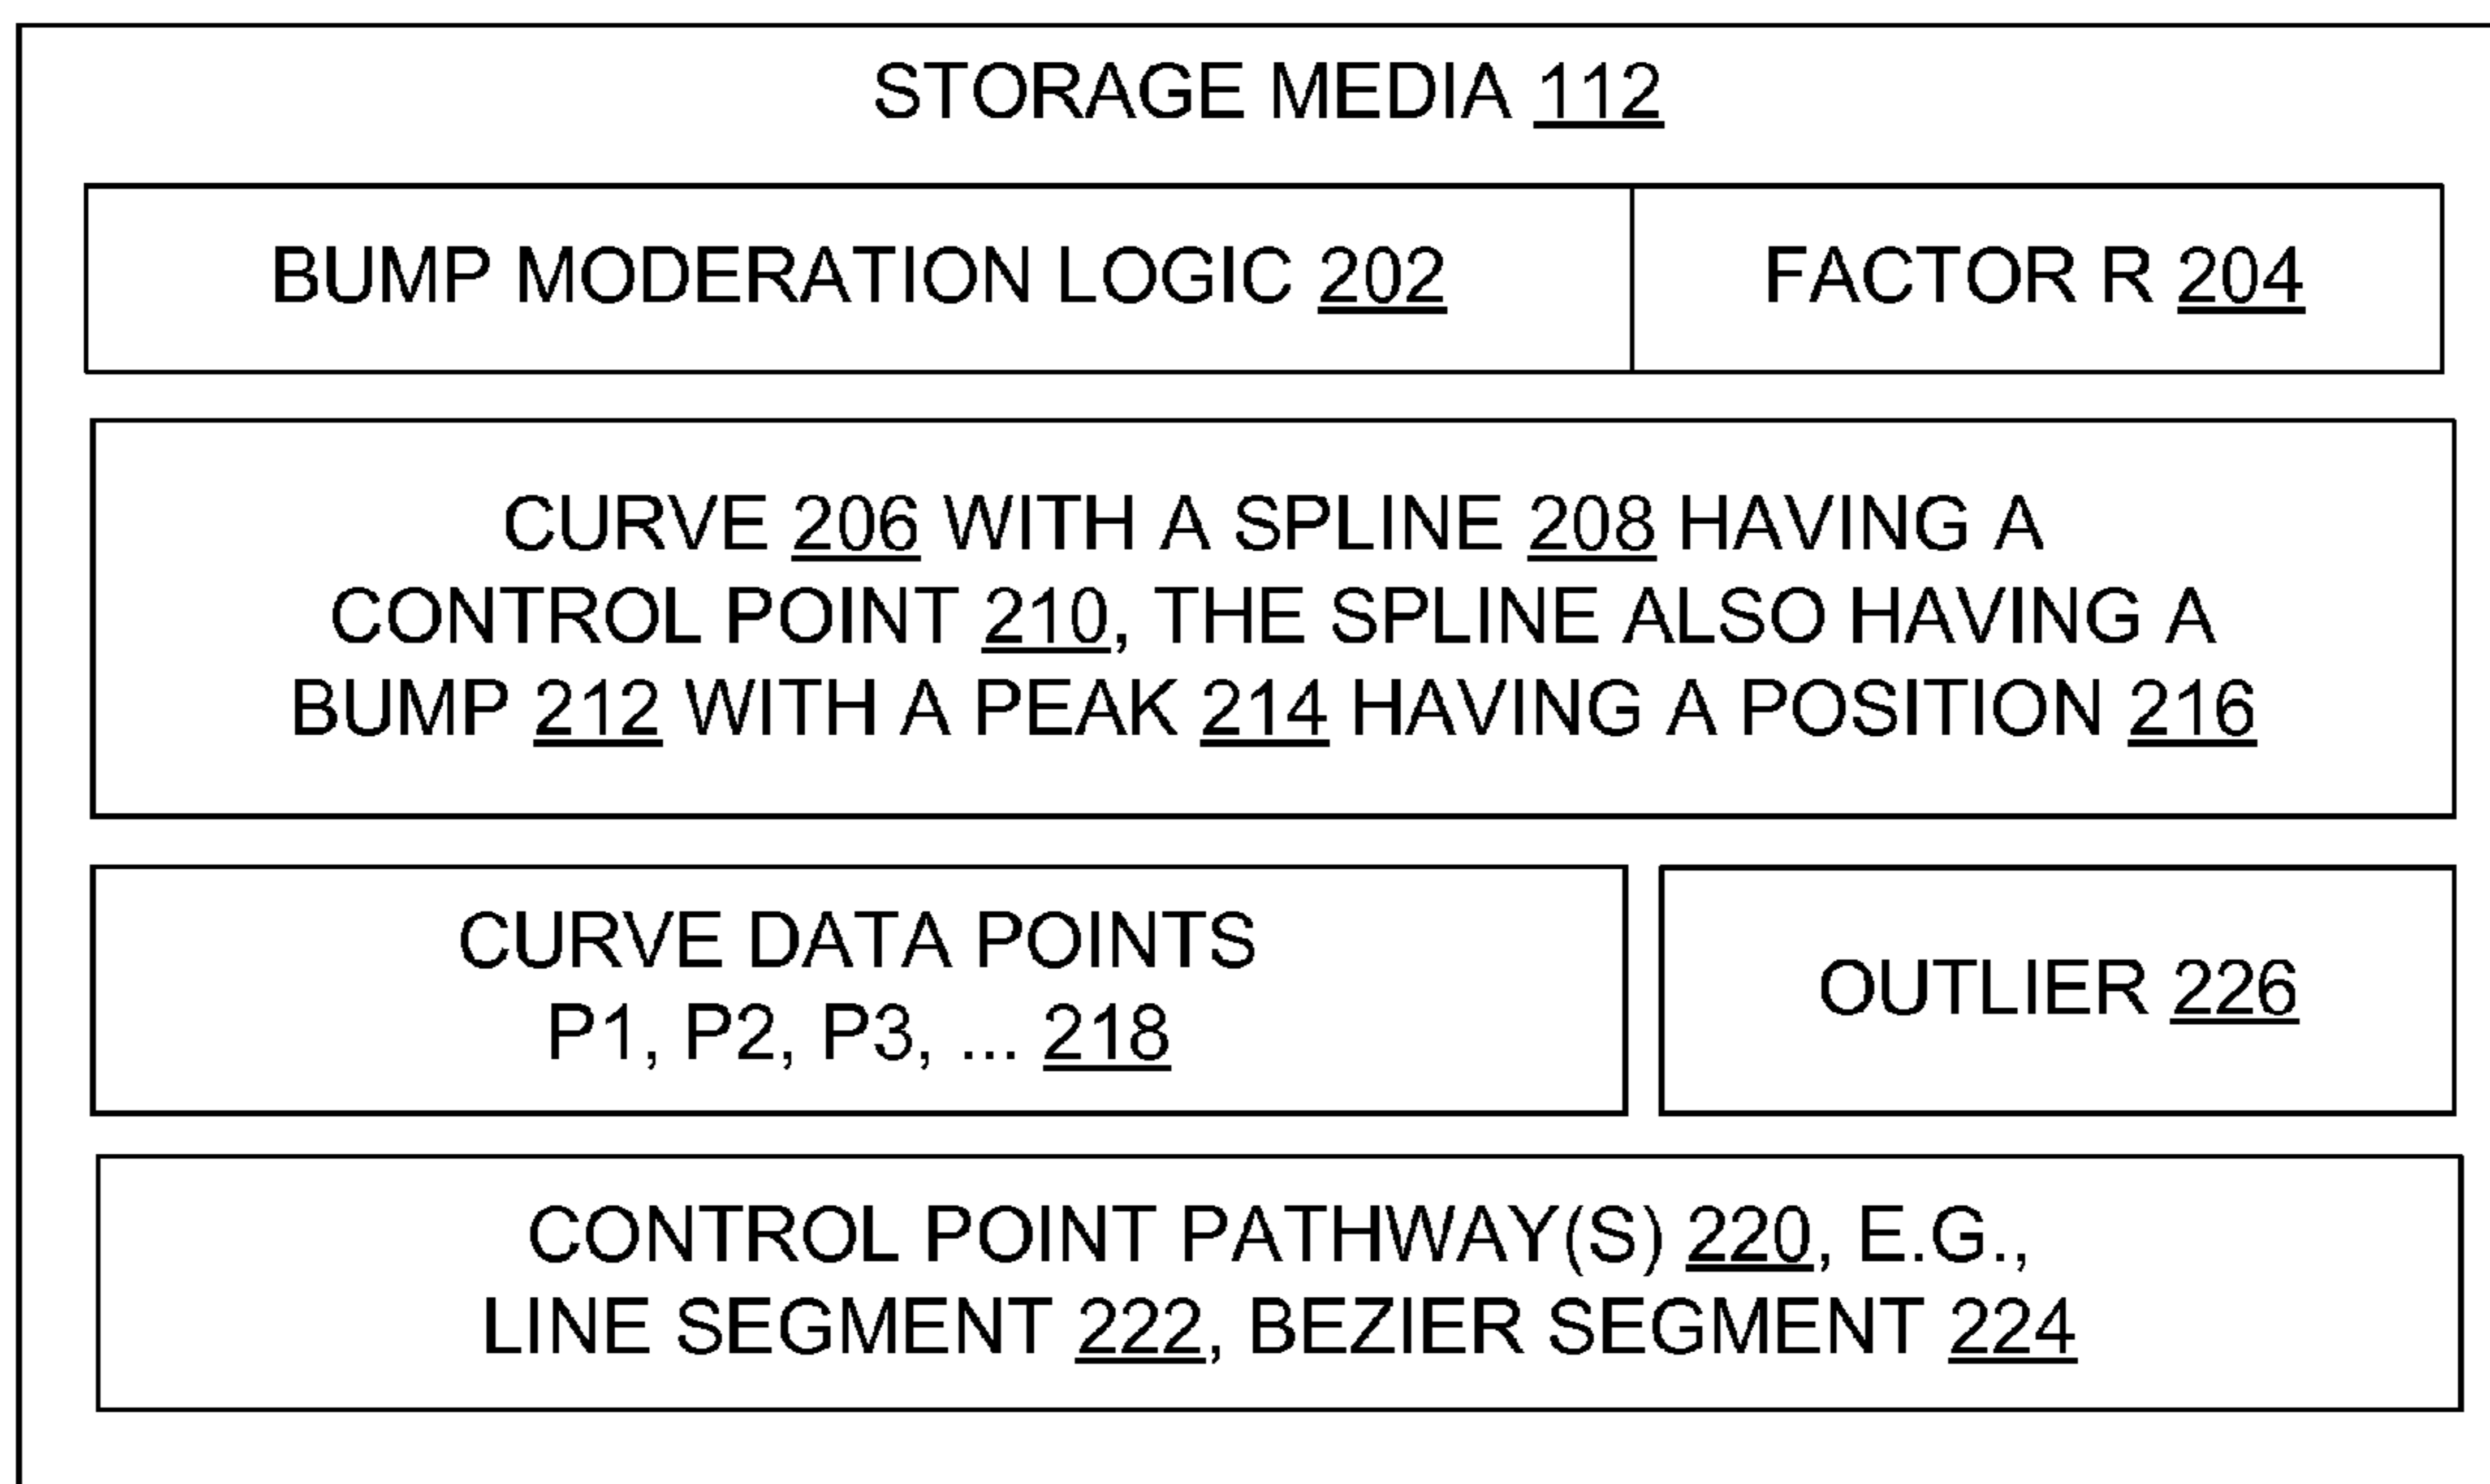 STORAGE MEDIA 112
BUMP MODERATION LOGIC 202
FACTOR R 204
CURVE 206 WITH A SPLINE 208 HAVING A
CONTROL POINT 210, THE SPLINE ALSO HAVING A
BUMP 212 WITH A PEAK 214 HAVING A POSITION 216
CURVE DATA POINTS
P1, P2, P3, ... 218
OUTLIER 226
CONTROL POINT PATHWAY(S) 220, E.G.,
LINE SEGMENT 222, BEZIER SEGMENT 224